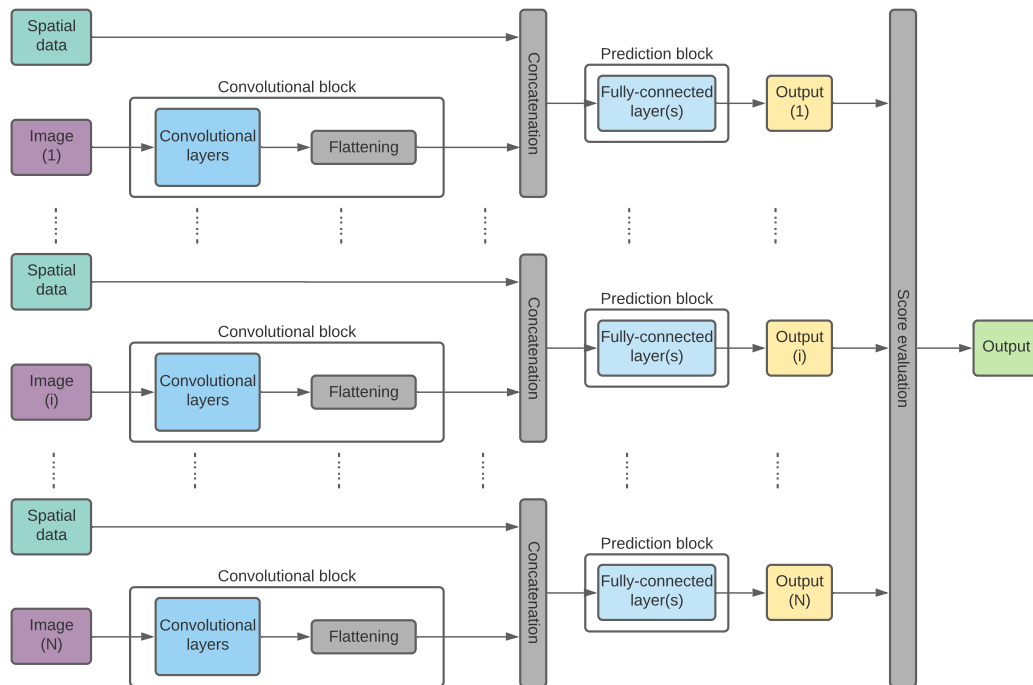 Spatial
data
Concatenation
Prediction block
Fully-connected
layer(s)
Output
(1)
Convolutional block
Image
(1)
Convolutional
layers
Flattening
Spatial
data
Concatenation
Prediction block
Fully-connected
layer(s)
Output
(i)
Score evaluation
Output
Convolutional block
Image
(i)
Convolutional
layers
Flattening
Spatial
data
Concatenation
Prediction block
Fully-connected
layer(s)
Output
(N)
Convolutional block
Image
(N)
Convolutional
layers
Flattening